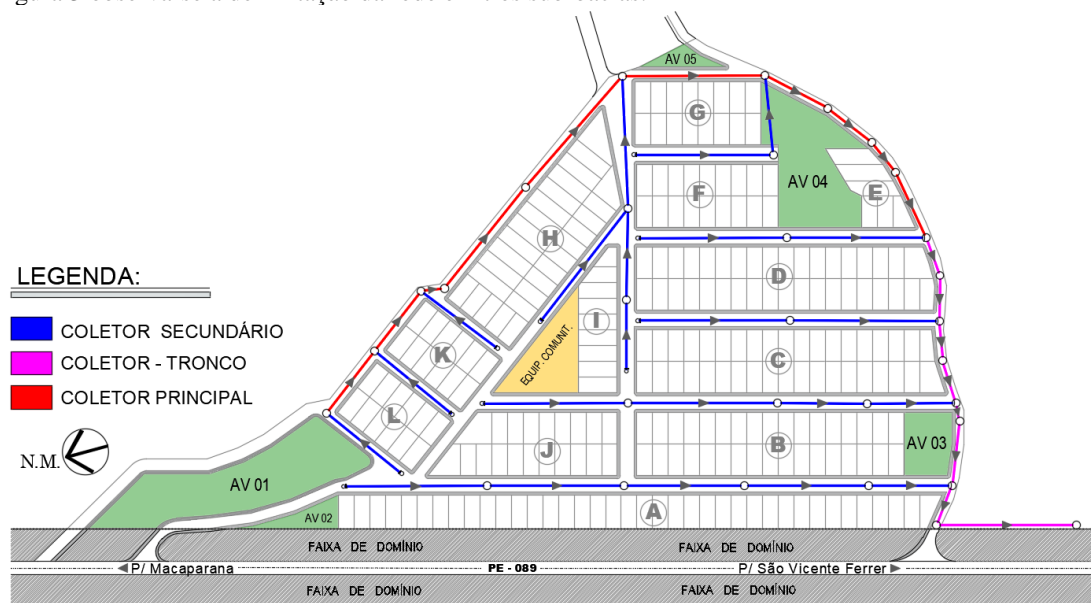 AV 05
G
F
AV 04
E
H
D
LEGENDA:
COLETOR SECUNDÁRIO
COLETOR - TRONCO
COLETOR PRINCIPAL
I
EQUIP. COMUNIT.
K
C
L
J
B
AV 03
N.M.
AV 01
AV 02
A
FAIXA DE DOMÍNIO FAIXA DE DOMÍNIO
P/ Macaparana PE - 089 P/ São Vicente Ferrer
FAIXA DE DOMÍNIO FAIXA DE DOMÍNIO